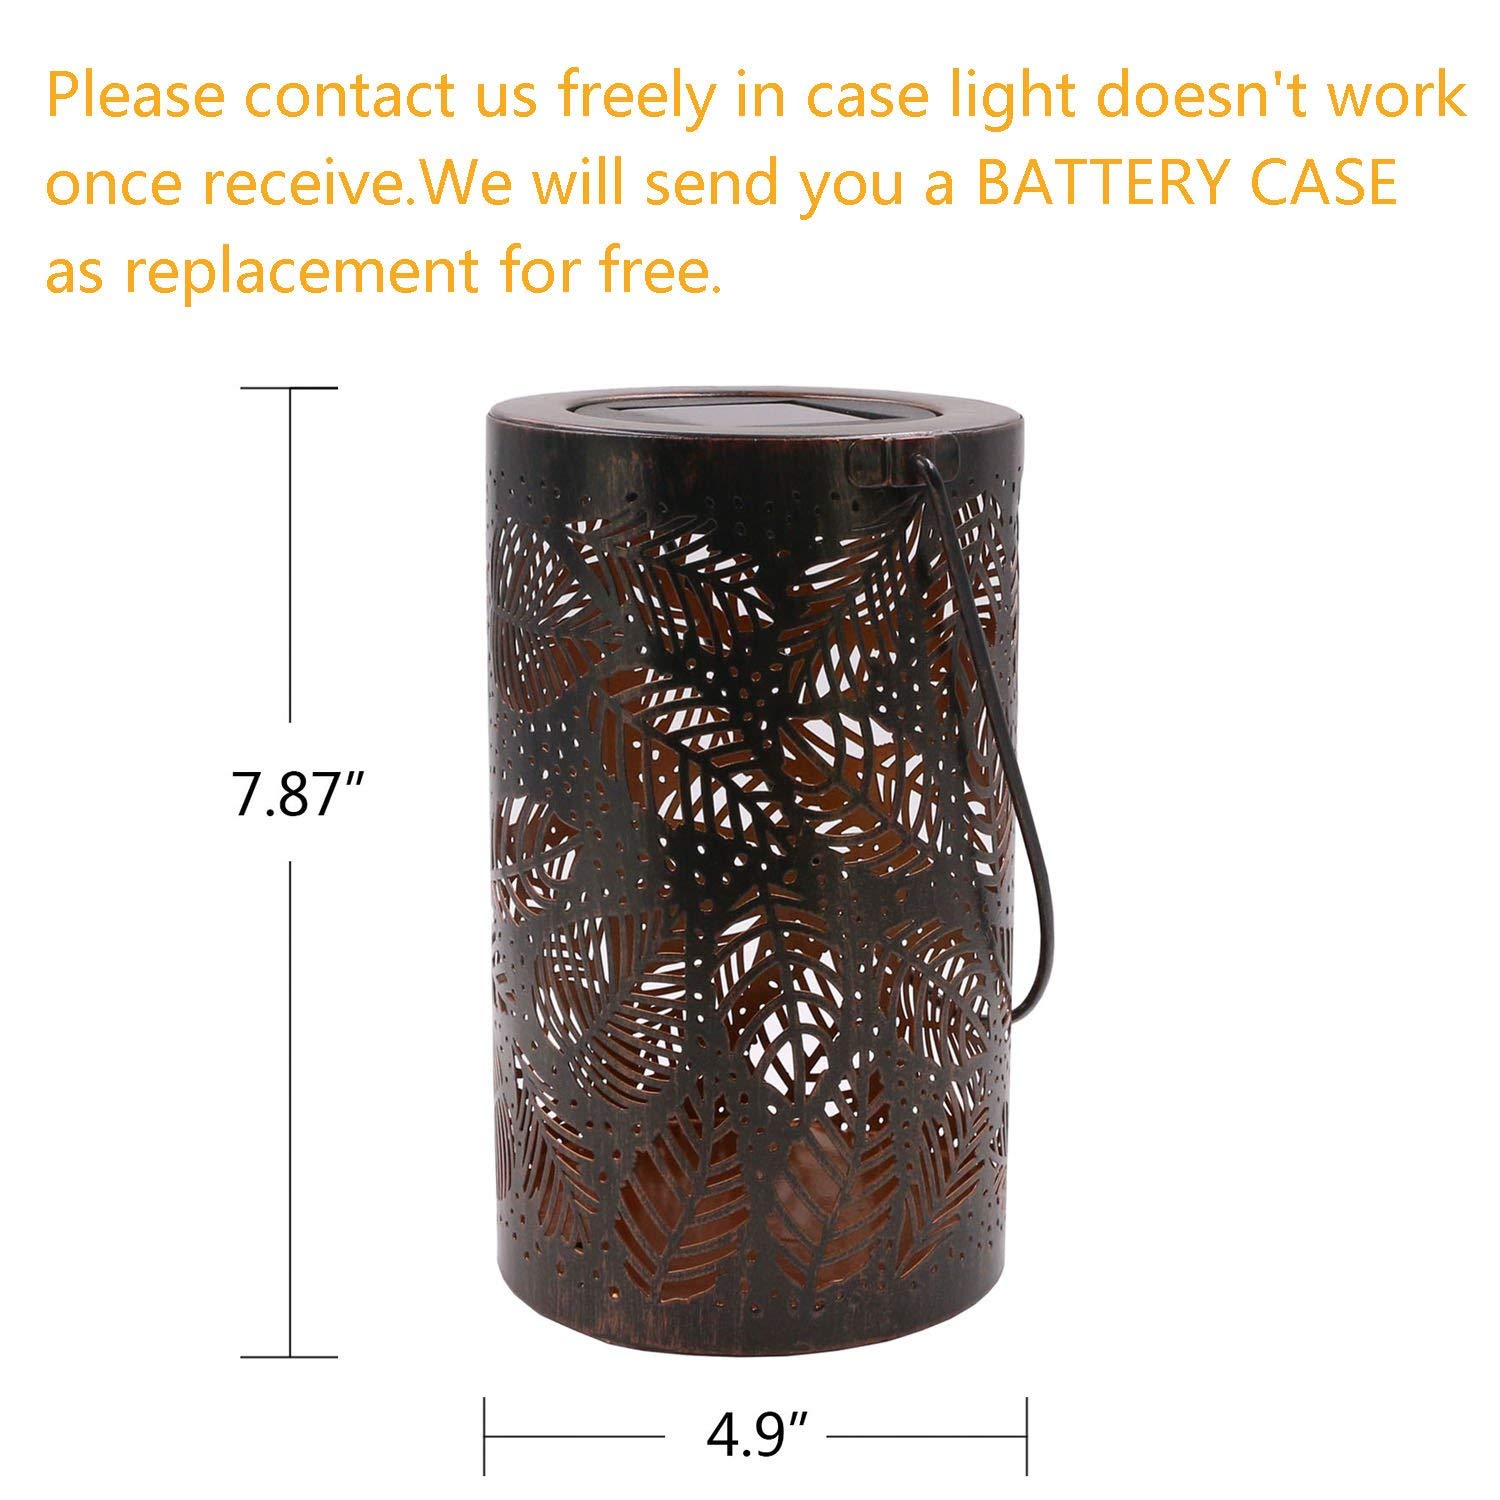 Please contact us freely in case light doesn't work
once receive.We will send you a BATTERY CASE
as replacement for free.
7.87"
4.9"